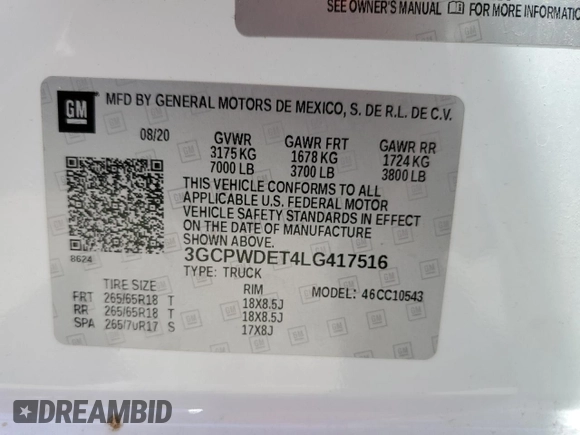 SEE OWNER'S MANUAL FOR MORE INFORMATIO
GM MFD BY GENERAL MOTORS DE MEXICO, S. DE R.L. DE C.V.
08/20 GVWR GAWR FRT GAWR RR
3175 KG 1678 KG 1724 KG
7000 LB 3700 LB 3800 LB
THIS VEHICLE CONFORMS TO ALL
APPLICABLE U.S. FEDERAL MOTOR
VEHICLE SAFETY STANDARDS IN EFFECT
ON THE DATE OF MANUFACTURE
SHOWN ABOVE.
8624 3GCPWDET4LG417516
TYPE: TRUCK
TIRE SIZE RIM MODEL: 46CC10543
FRT 265/65R18 T 18X8.5J
RR 265/65R18 T 18X8.5J
SPA 265/70R17 S 17X8J
DREAMBID